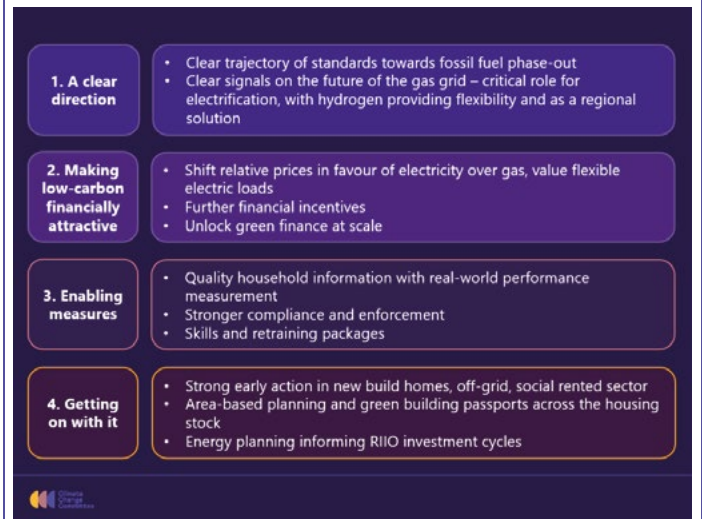 1. A clear
direction
• Clear trajectory of standards towards fossil fuel phase-out
• Clear signals on the future of the gas grid – critical role for
electrification, with hydrogen providing flexibility and as a regional
solution
2. Making
low-carbon
financially
attractive
• Shift relative prices in favour of electricity over gas, value flexible
electric loads
• Further financial incentives
• Unlock green finance at scale
3. Enabling
measures
• Quality household information with real-world performance
measurement
• Stronger compliance and enforcement
• Skills and retraining packages
4. Getting
on with it
• Strong early action in new build homes, off-grid, social rented sector
• Area-based planning and green building passports across the housing
stock
• Energy planning informing RIIO investment cycles
Climate
Change
Committee